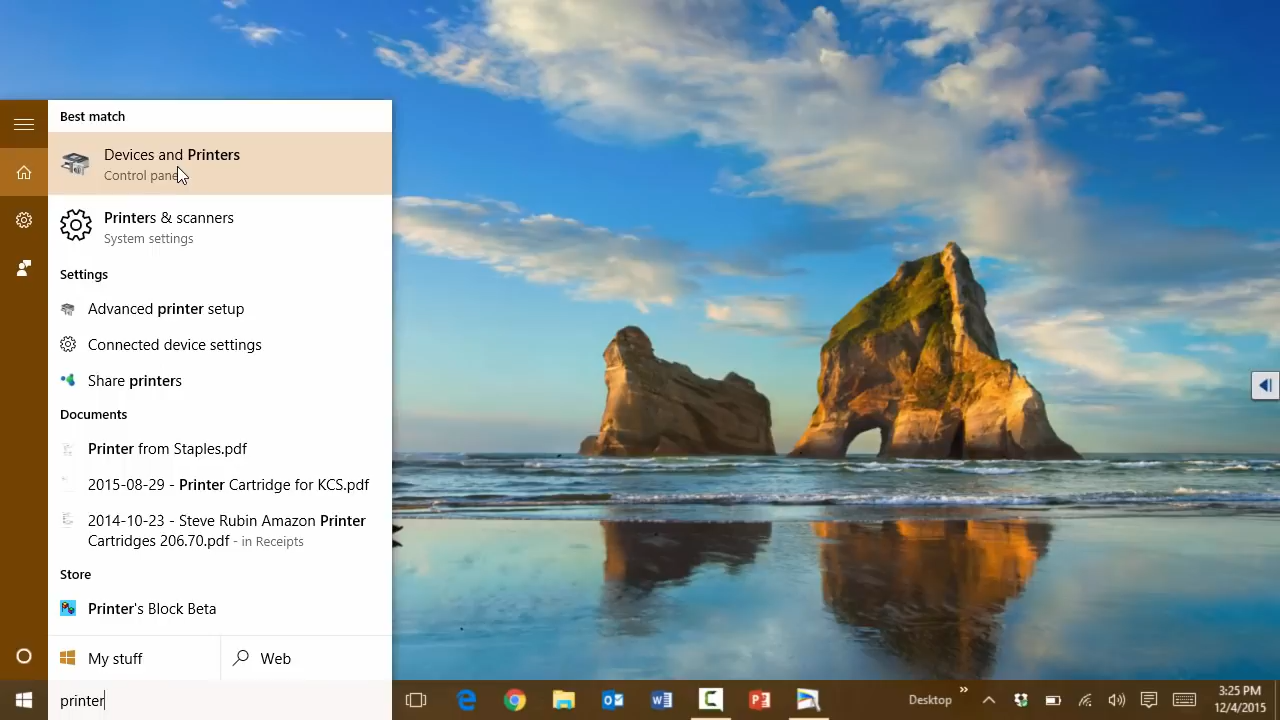 Best match
Devices and Printers
Control pane
Printers & scanners
System settings
Settings
Advanced printer setup
Connected device settings
Share printers
Documents
Printer from Staples.pdf
2015-08-29 - Printer Cartridge for KCS.pdf
2014-10-23 - Steve Rubin Amazon Printer
Cartridges 206.70.pdf - in Receipts
Store
Printer's Block Beta
My stuff
Web
printer
Desktop
3:25 PM
12/4/2015